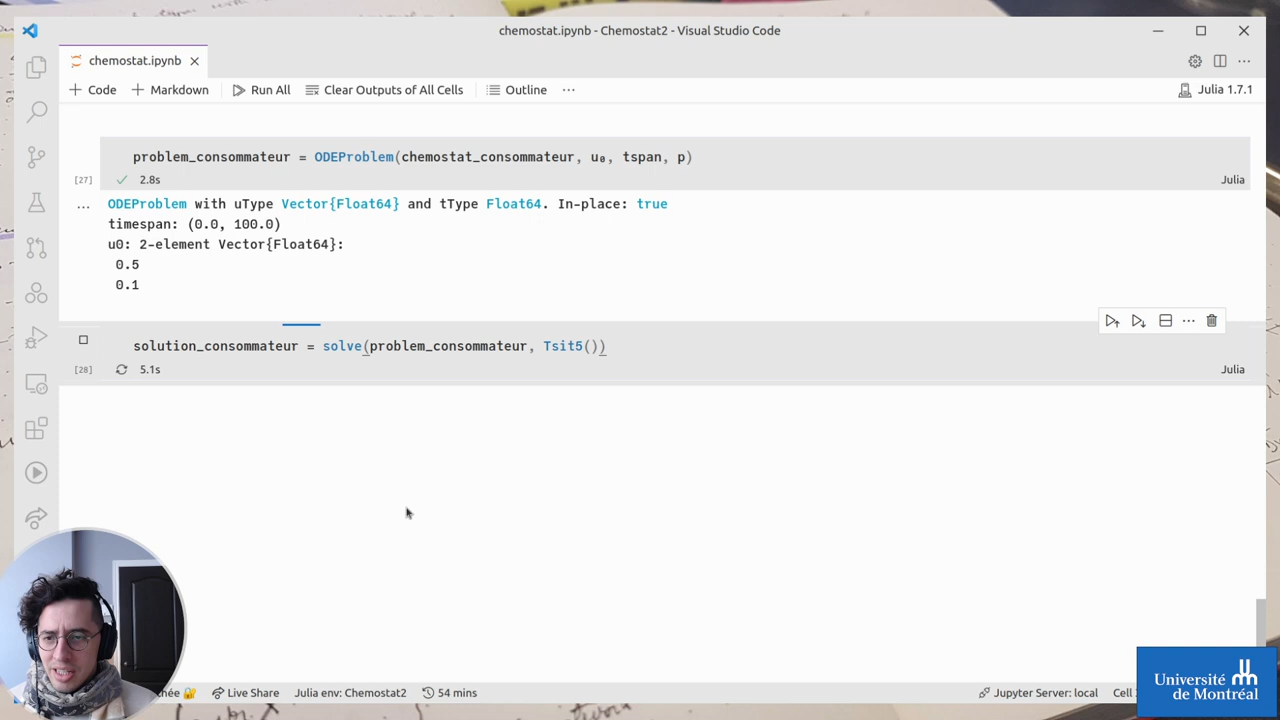 chemostat.ipynb - Chemostat2 - Visual Studio Code
chemostat.ipynb
Code Markdown Run All Clear Outputs of All Cells Outline ... Julia 1.7.1
problem_consommateur = ODEProblem(chemostat_consommateur, u₀, tspan, p)
[27] 2.8s Julia
... ODEProblem with uType Vector{Float64} and tType Float64. In-place: true
timespan: (0.0, 100.0)
u0: 2-element Vector{Float64}:
0.5
0.1
solution_consommateur = solve(problem_consommateur, Tsit5())
[28] 5.1s Julia
Live Share Julia env: Chemostat2 54 mins Jupyter Server: local Cell
Université
de Montréal